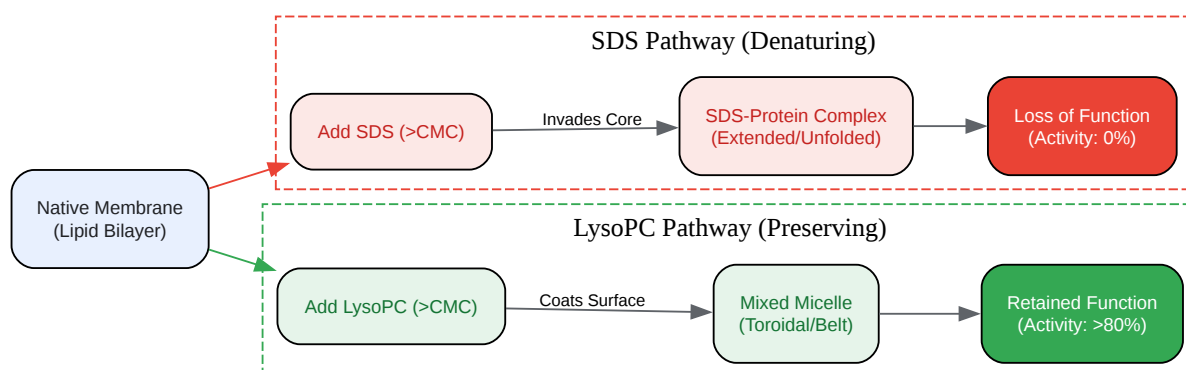 SDS Pathway (Denaturing)
Add SDS (>CMC)
Invades Core
SDS-Protein Complex
(Extended/Unfolded)
Loss of Function
(Activity: 0%)
Native Membrane
(Lipid Bilayer)
LysoPC Pathway (Preserving)
Add LysoPC (>CMC)
Coats Surface
Mixed Micelle
(Toroidal/Belt)
Retained Function
(Activity: >80%)